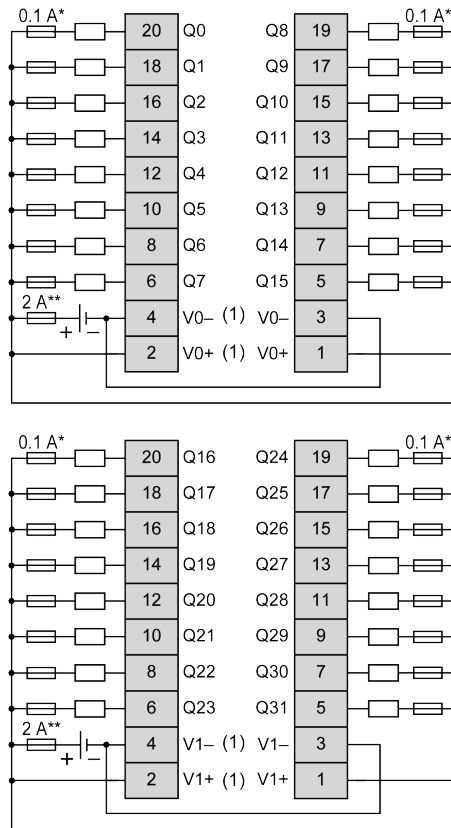 0.1 A* 20 Q0 Q8 19 0.1 A*
18 Q1 Q9 17
16 Q2 Q10 15
14 Q3 Q11 13
12 Q4 Q12 11
10 Q5 Q13 9
8 Q6 Q14 7
6 Q7 Q15 5
2 A** + – 4 V0– (1) V0– 3
2 V0+ (1) V0+ 1
0.1 A* 20 Q16 Q24 19 0.1 A*
18 Q17 Q25 17
16 Q18 Q26 15
14 Q19 Q27 13
12 Q20 Q28 11
10 Q21 Q29 9
8 Q22 Q30 7
6 Q23 Q31 5
2 A** + – 4 V1– (1) V1– 3
2 V1+ (1) V1+ 1